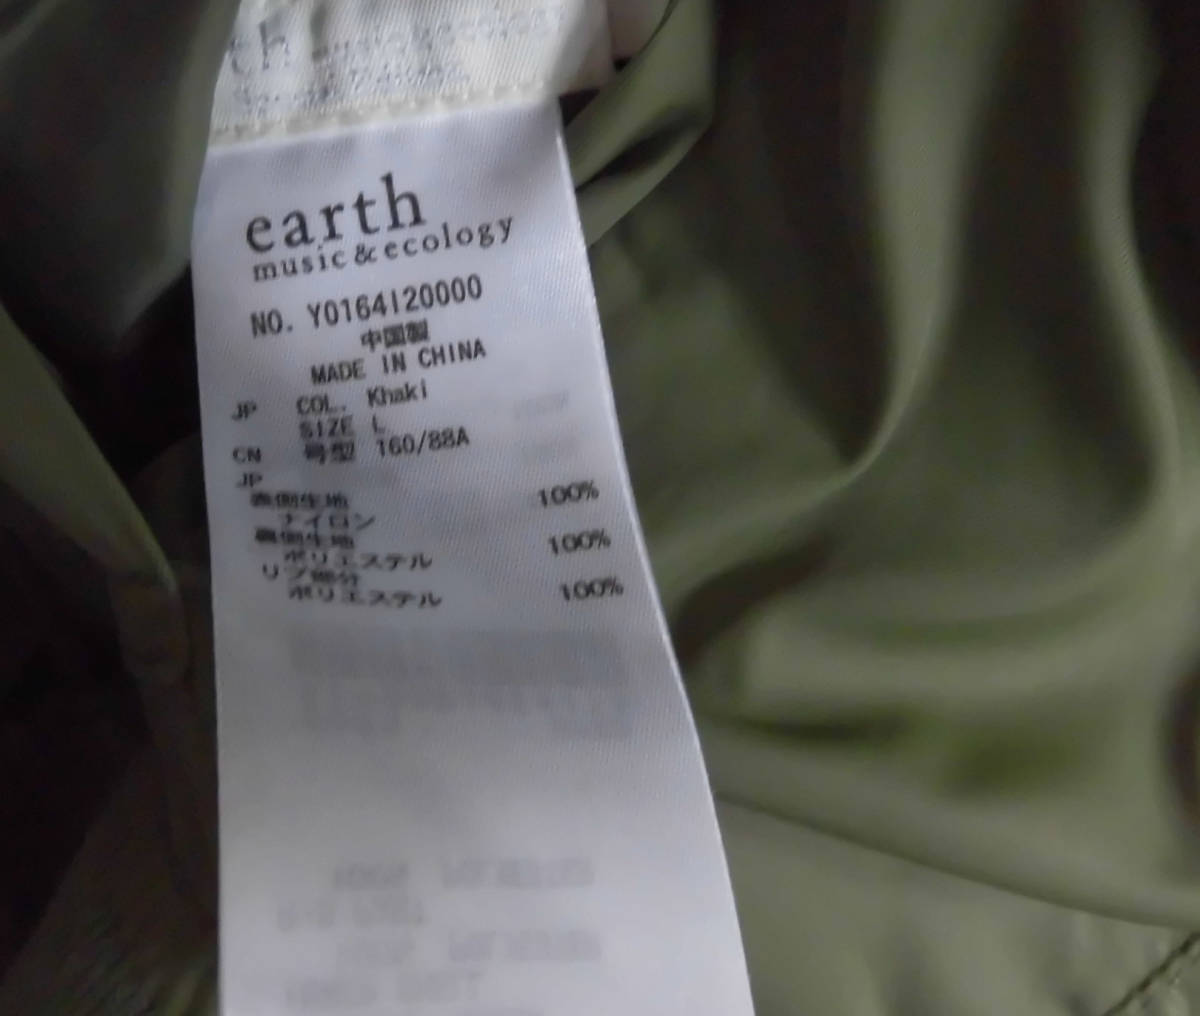 earth
music&ecology
NO. Y0164I20000
中国製
MADE IN CHINA
JP COL. Khaki
SIZE L
CN 号型 160/88A
JP
表側生地
ナイロン 100%
裏側生地
ポリエステル 100%
リブ部分
ポリエステル 100%